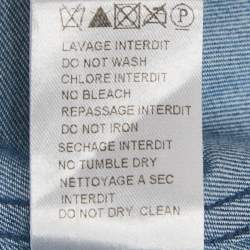 P
LAVAGE INTERDIT
DO NOT WASH
CHLORE INTERDIT
NO BLEACH
REPASSAGE INTERDIT
DO NOT IRON
SECHAGE INTERDIT
NO TUMBLE DRY
NETTOYAGE A SEC
INTERDIT
DO NOT DRY CLEAN